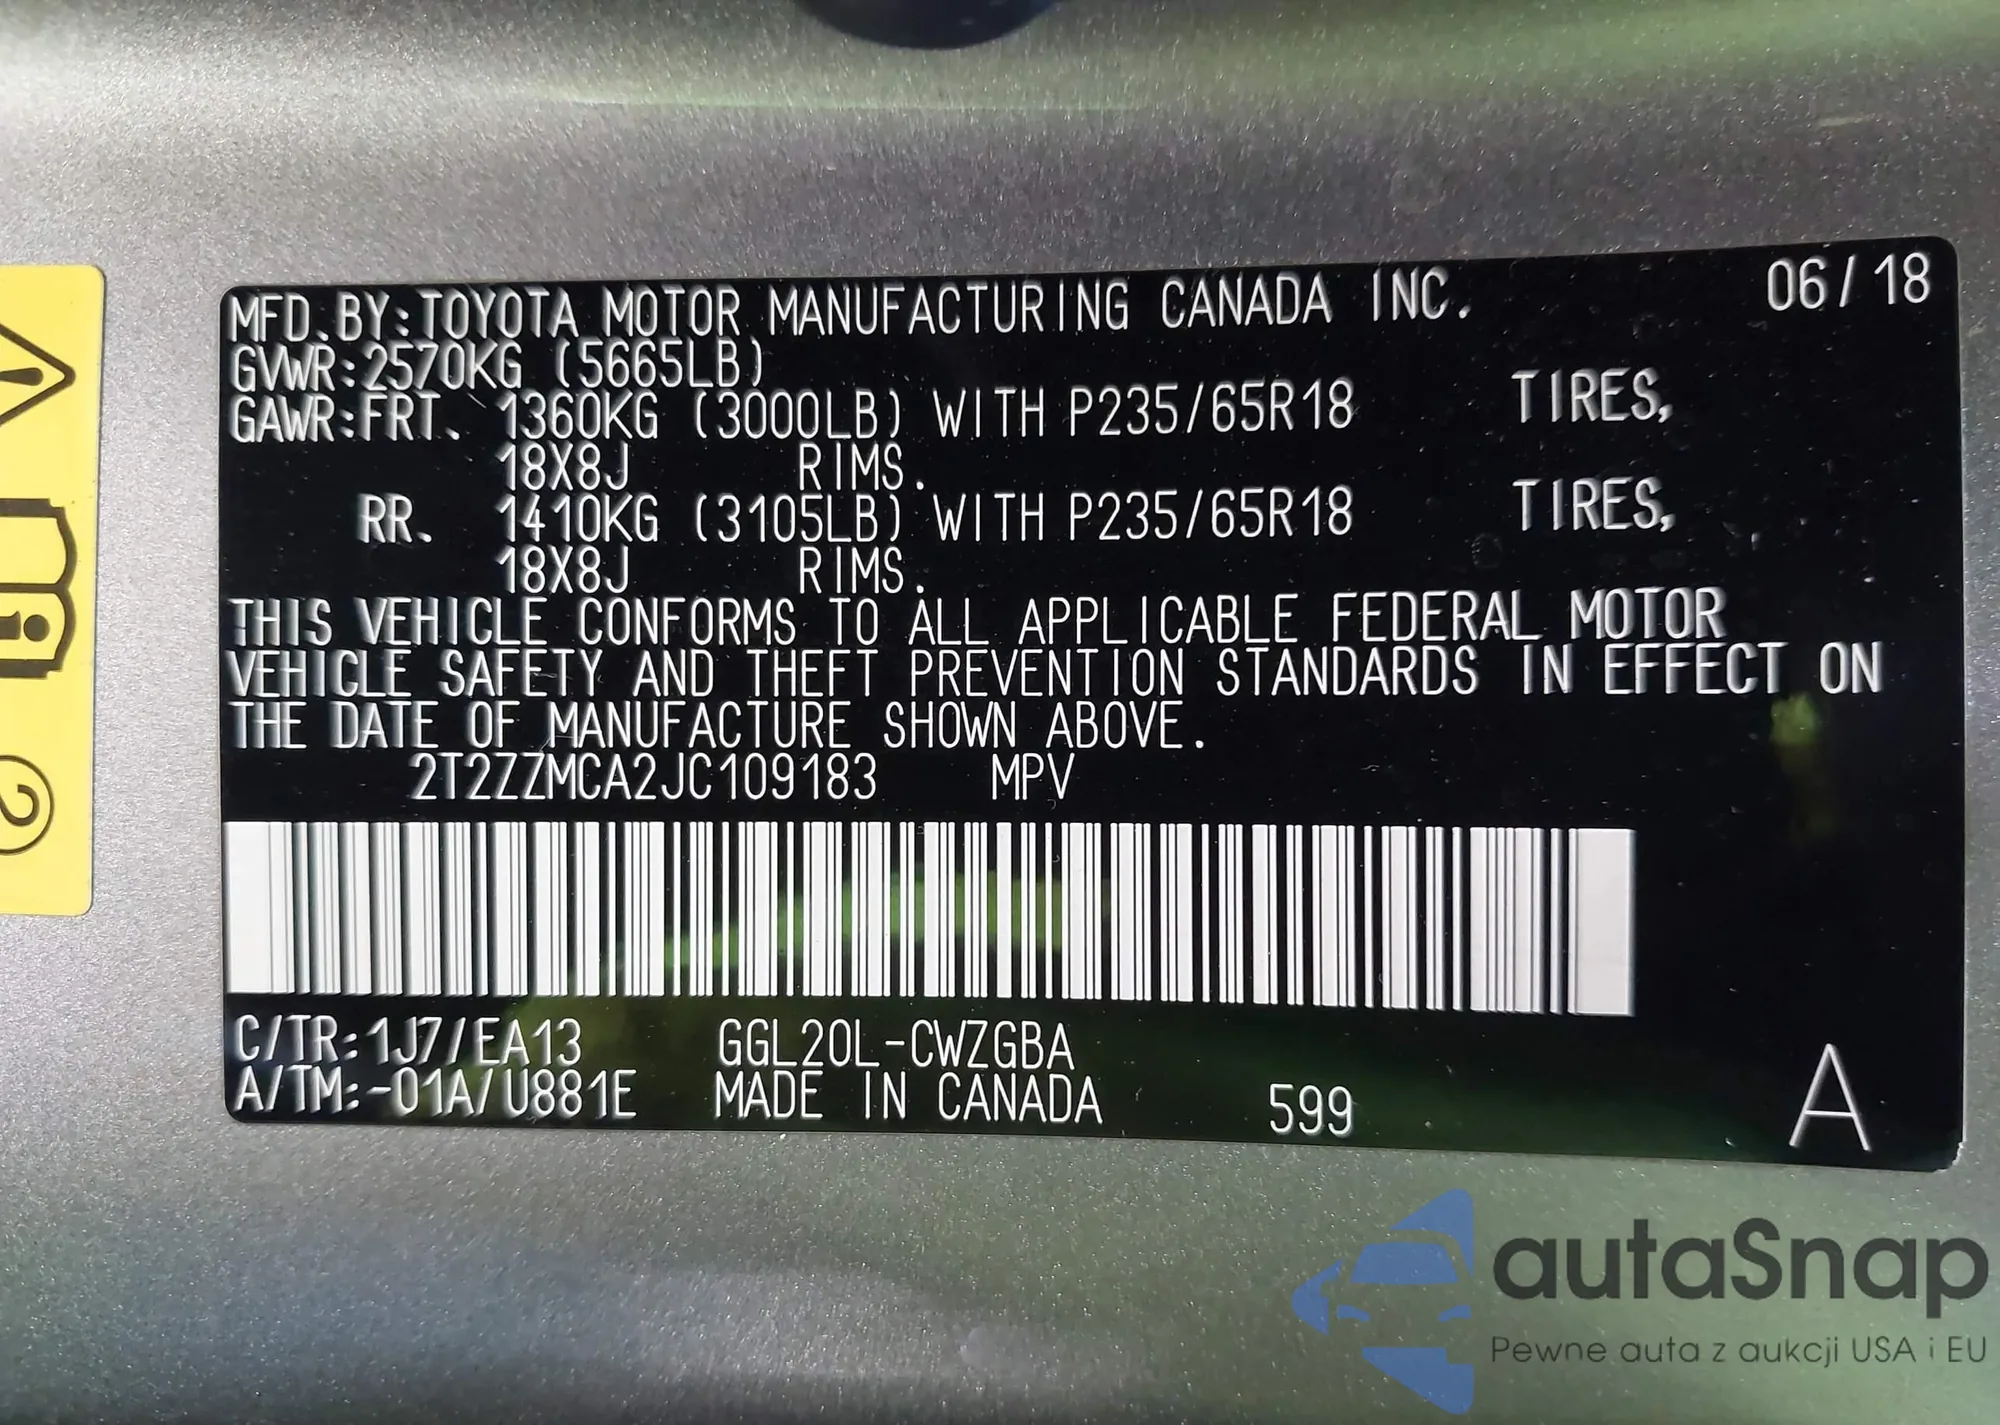 MFD. BY: TOYOTA MOTOR MANUFACTURING CANADA INC. 06/18
GVWR: 2570KG (5665LB)
GAWR: FRT. 1360KG (3000LB) WITH P235/65R18 TIRES,
18X8J RIMS.
RR. 1410KG (3105LB) WITH P235/65R18 TIRES,
18X8J RIMS.
THIS VEHICLE CONFORMS TO ALL APPLICABLE FEDERAL MOTOR
VEHICLE SAFETY AND THEFT PREVENTION STANDARDS IN EFFECT ON
THE DATE OF MANUFACTURE SHOWN ABOVE.
2T2ZZMCA2JC109183 MPV
C/TR: 1J7/EA13 GGL20L-CWZGBA
A/TM: -01A/U881E MADE IN CANADA 599 A
2
autaSnap
Pewne auta z aukcji USA i EU